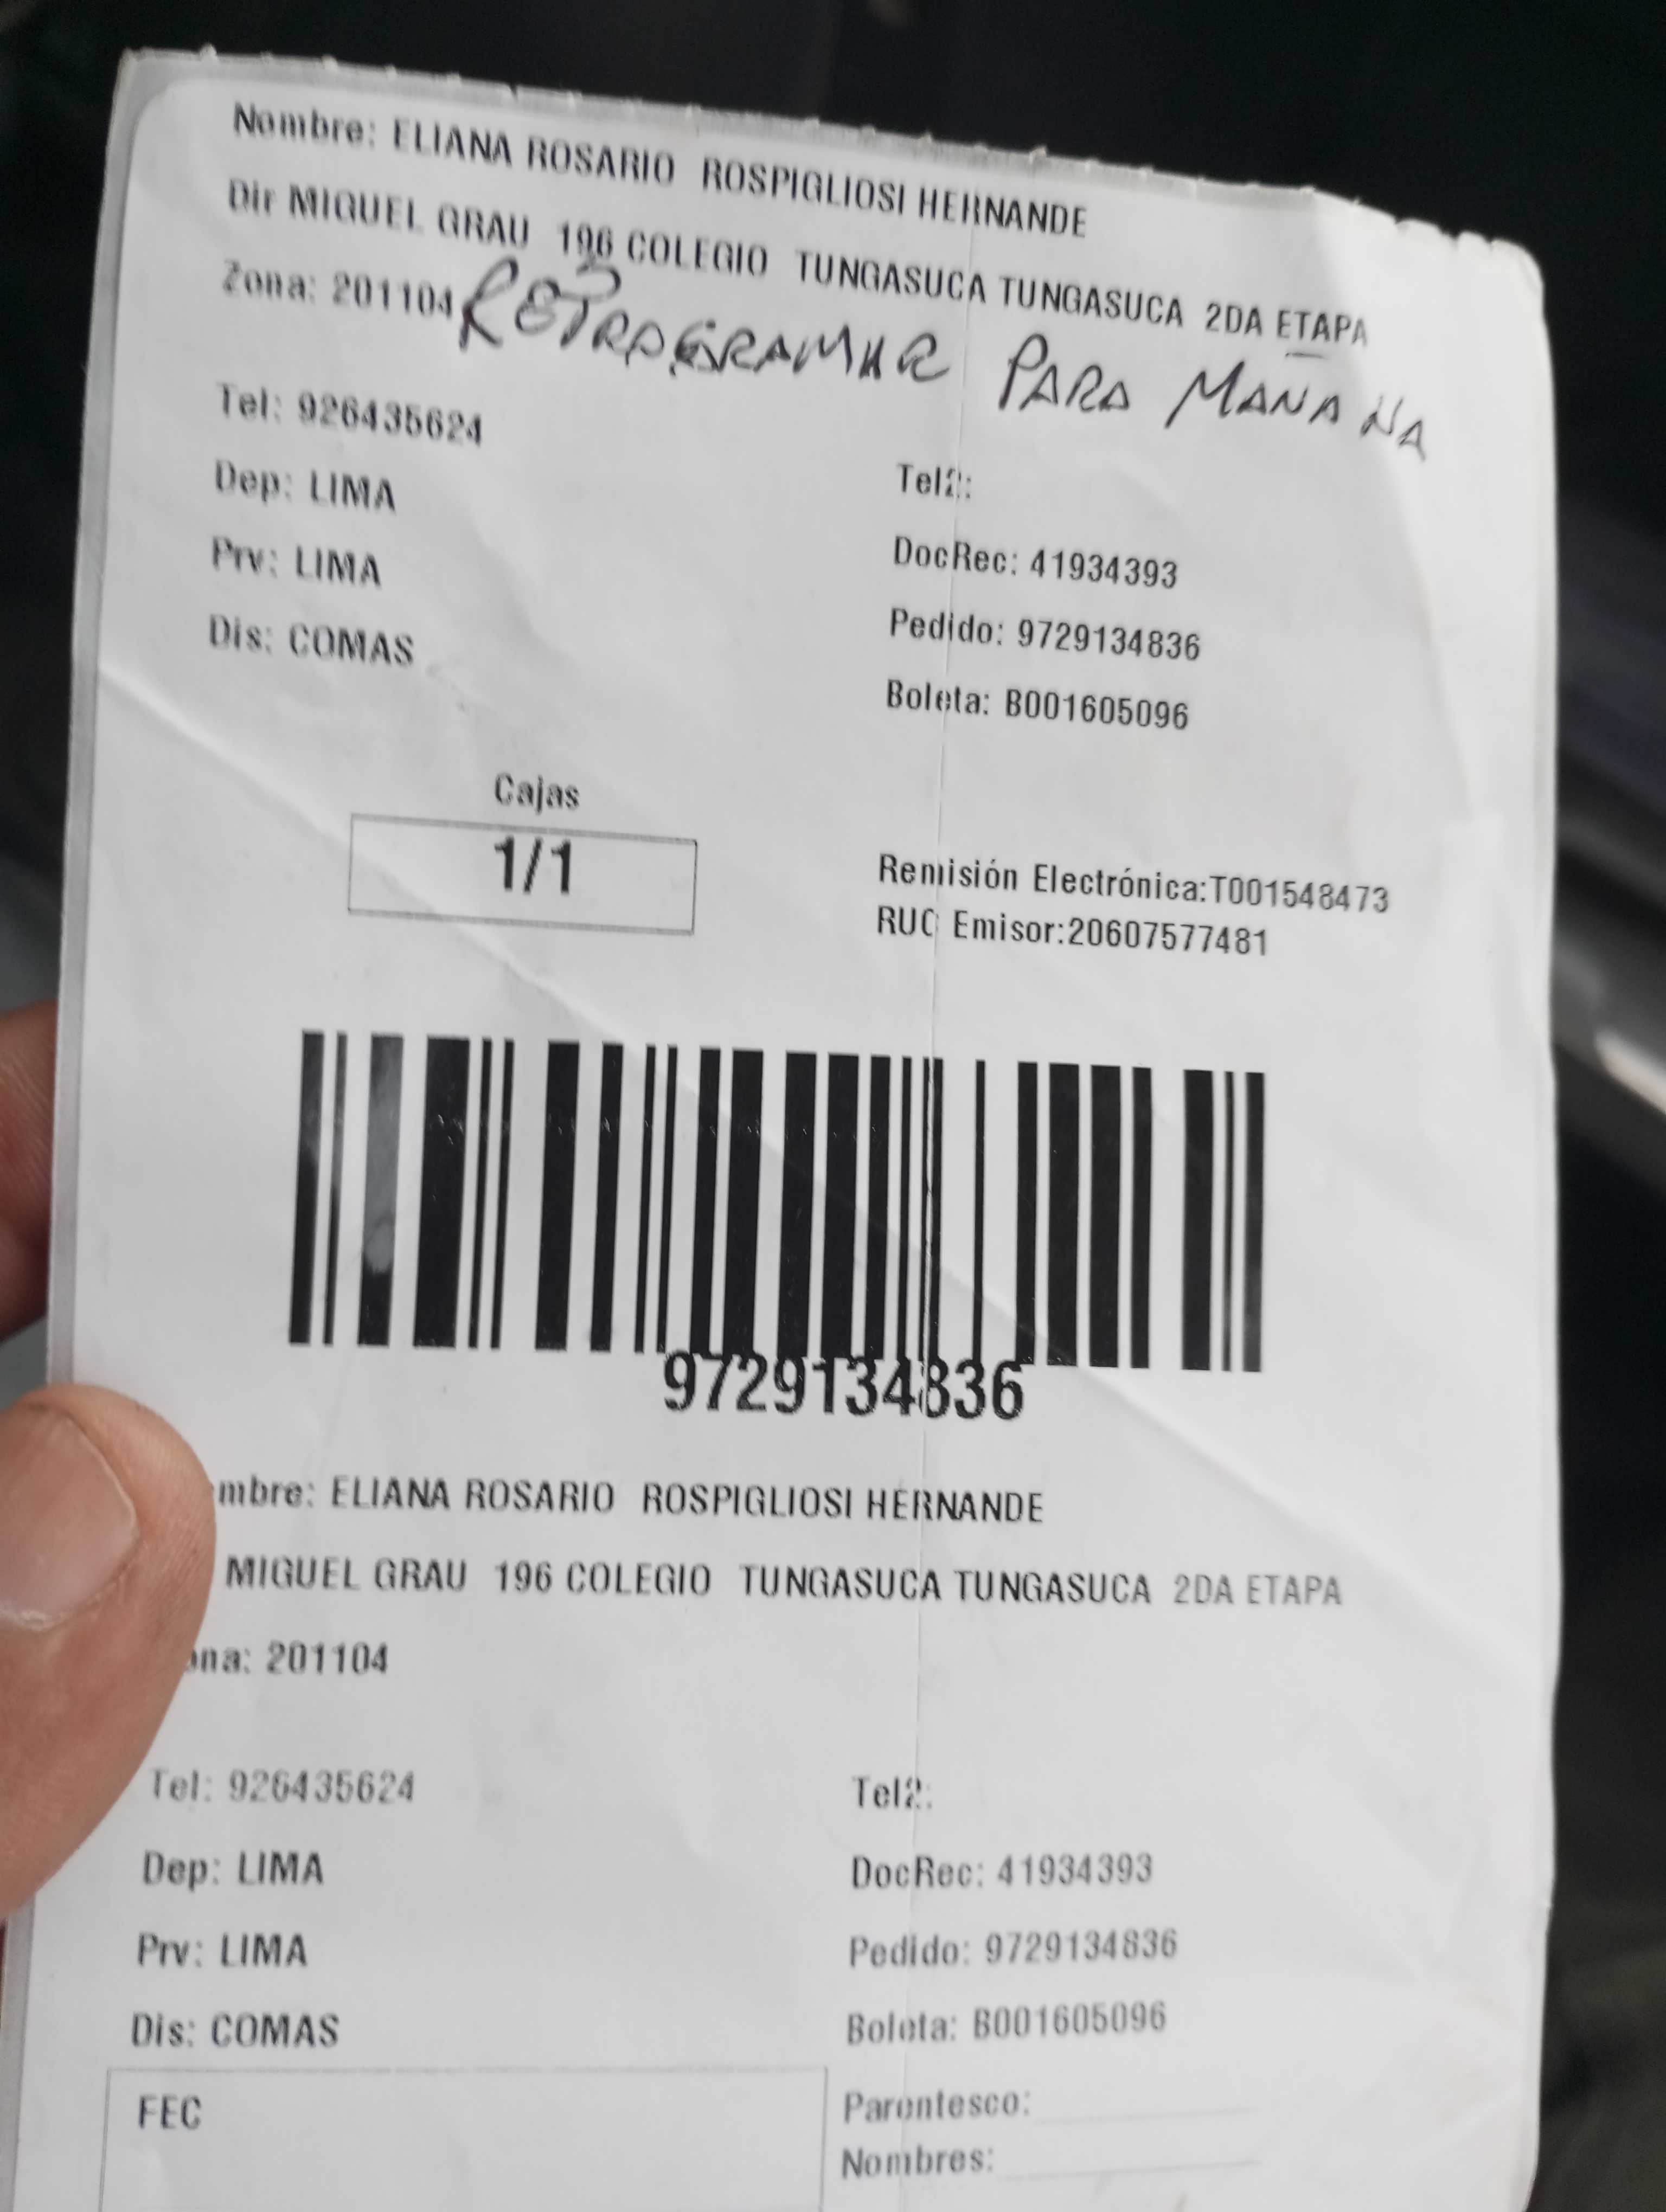 Nombre: ELIANA ROSARIO ROSPIGLIOSI HERNANDE
Dir MIGUEL GRAU 196 COLEGIO TUNGASUCA TUNGASUCA 2DA ETAPA
Zona: 201104
PARA MANANA
Tel: 926435624
Tel2:
Dep: LIMA
DocRec: 41934393
Prv: LIMA
Pedido: 9729134836
Dis: COMAS
Boleta: B001605096
Cajas
1/1
Remisión Electrónica:T001548473
RUC Emisor:20607577481
9729134836
mbre: ELIANA ROSARIO ROSPIGLIOSI HERNANDE
MIGUEL GRAU 196 COLEGIO TUNGASUCA TUNGASUCA 2DA ETAPA
ona: 201104
Tel: 926435624
Tel2:
Dep: LIMA
DocRec: 41934393
Prv: LIMA
Pedido: 9729134836
Dis: COMAS
Boleta: B001605096
FEC
Parentesco:
Nombres: